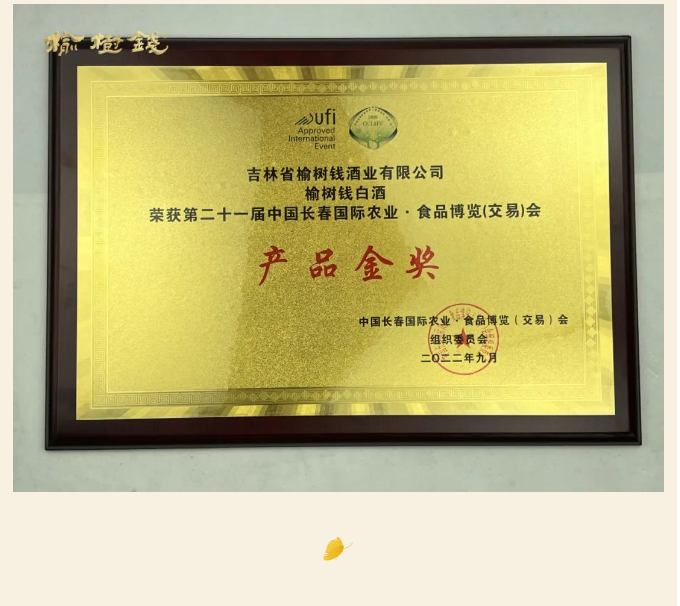 榆樹錢
ufi
Approved
International
Event
吉林省榆树钱酒业有限公司
榆树钱白酒
荣获第二十一届中国长春国际农业·食品博览(交易)会
产品金奖
中国长春国际农业·食品博览(交易)会
组织委员会
二〇二二年九月